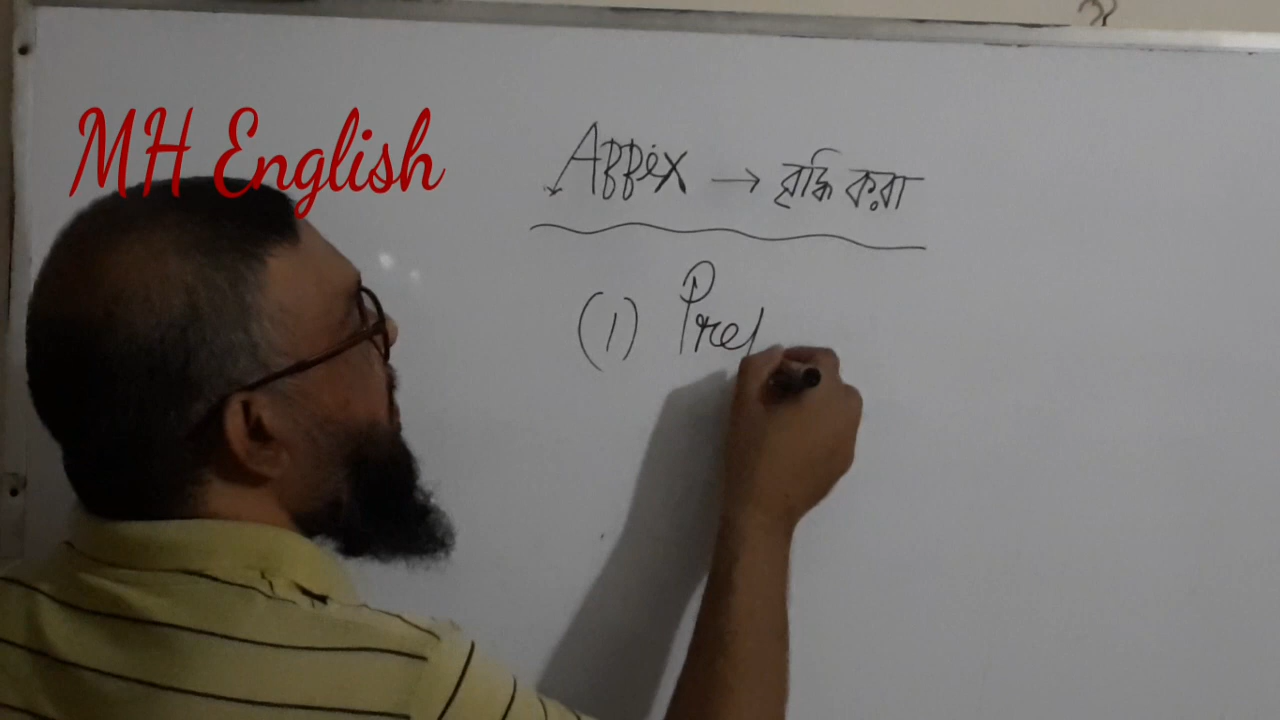 MH English
Affix → বৃদ্ধি করা
(1) Pref